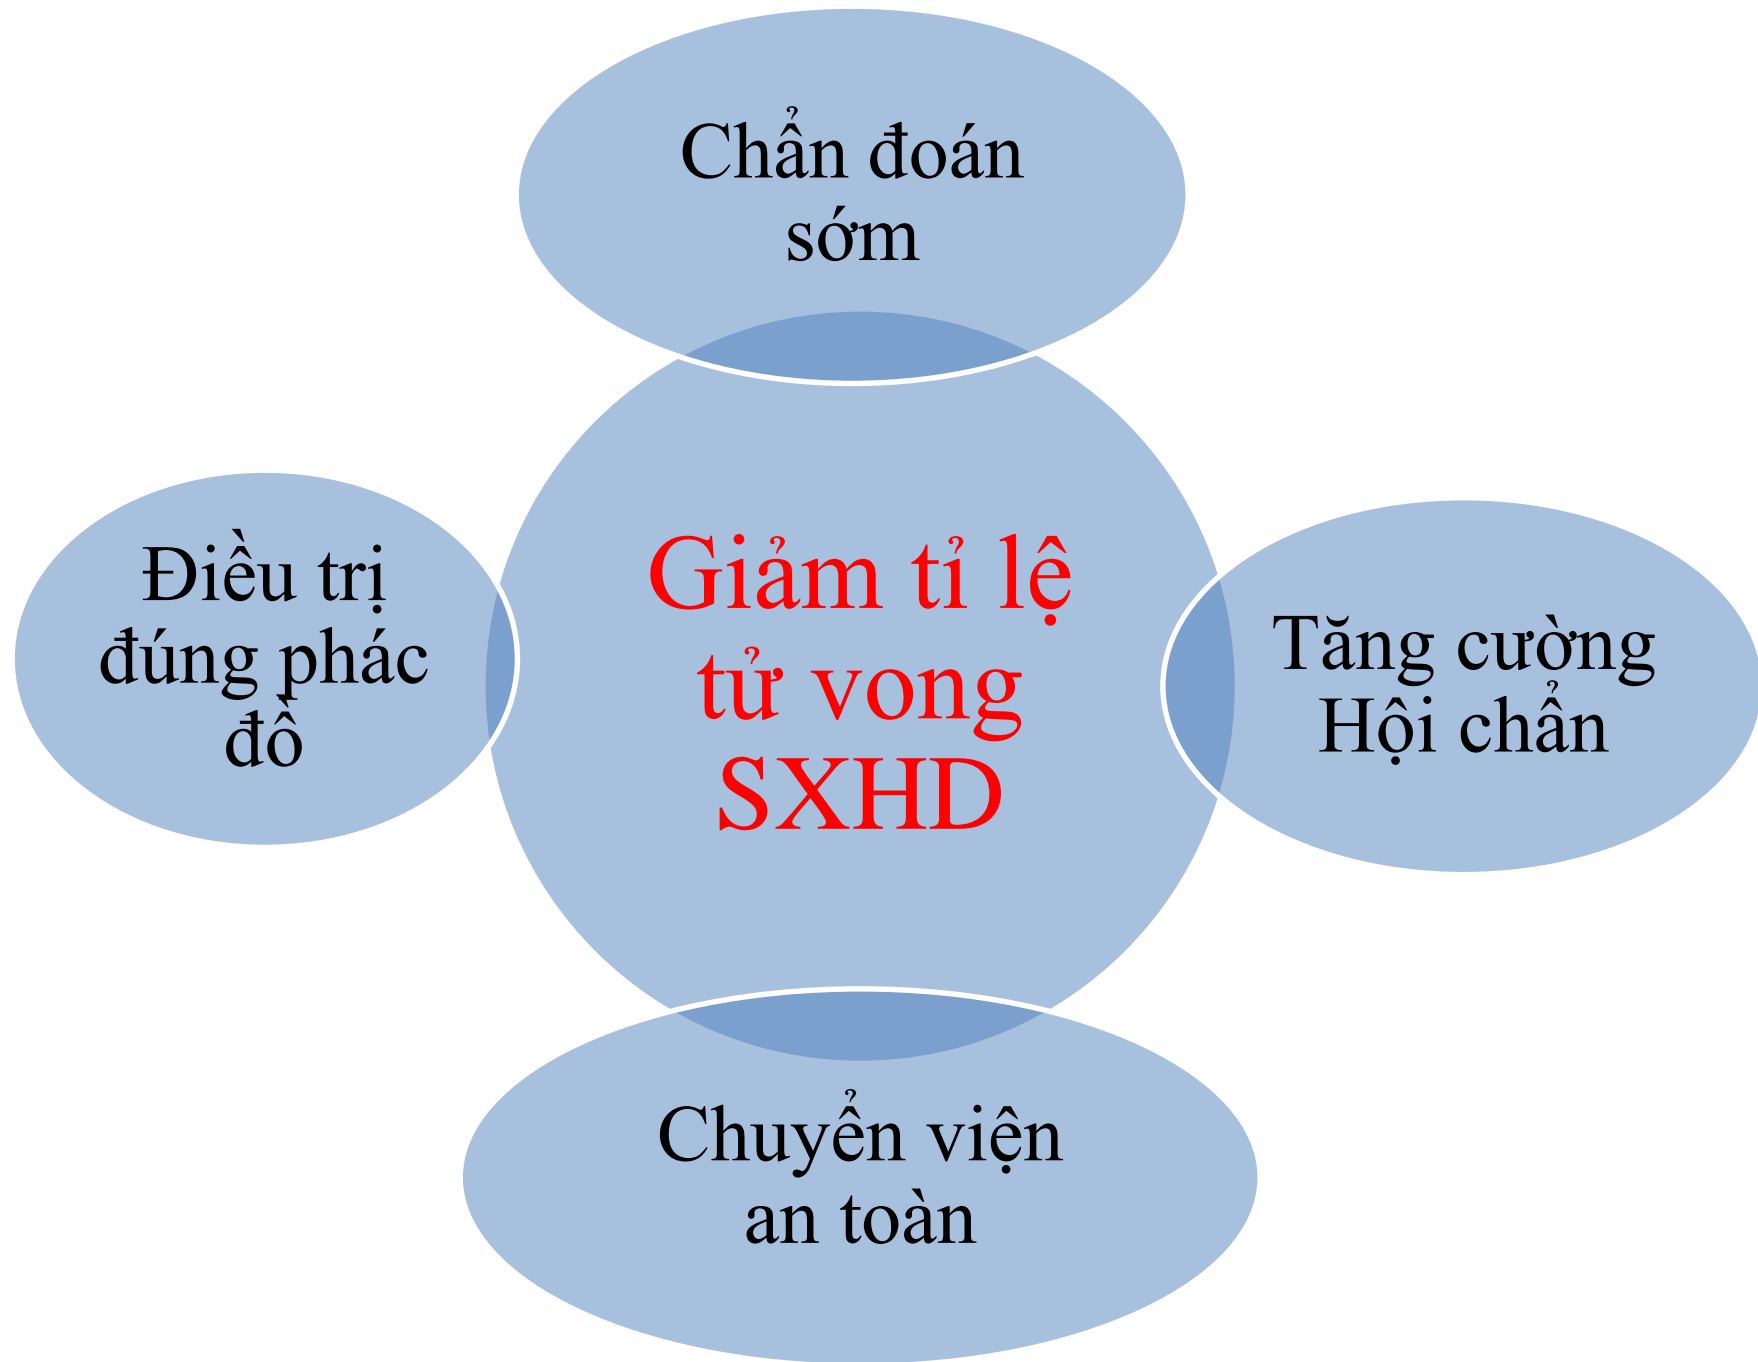 Chẩn đoán
sớm
Điều trị
đúng phác
đồ
Giảm tỉ lệ
tử vong
SXHD
Tăng cường
Hội chẩn
Chuyển viện
an toàn